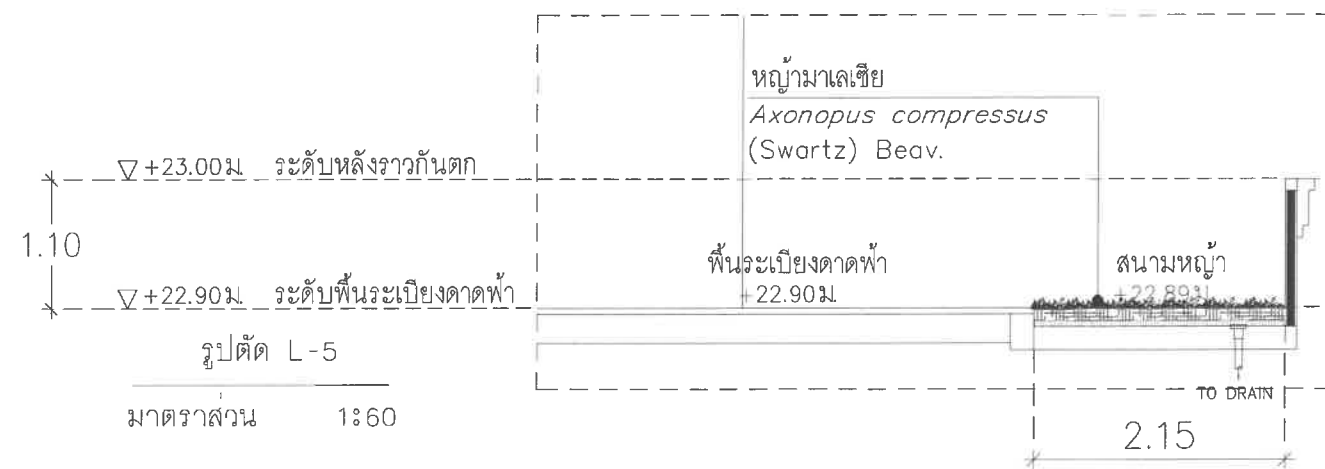 หญ้ามาเลเซีย
Axonopus compressus
(Swartz) Beav.
+23.00ม. ระดับหลังราวกันตก
1.10
พื้นระเบียงดาดฟ้า
+22.90ม.
สนามหญ้า
+22.89ม.
+22.90ม. ระดับพื้นระเบียงดาดฟ้า
รูปตัด L-5
มาตราส่วน 1:60
TO DRAIN
2.15